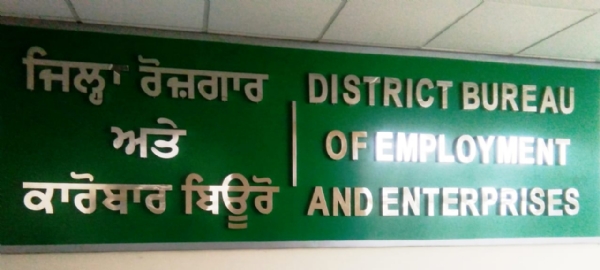 ਜਿਲ੍ਹਾ ਰੋਜ਼ਗਾਰ
ਅਤੇ
ਕਾਰੋਬਾਰ ਬਿਊਰੋ
DISTRICT BUREAU
OF EMPLOYMENT
AND ENTERPRISES